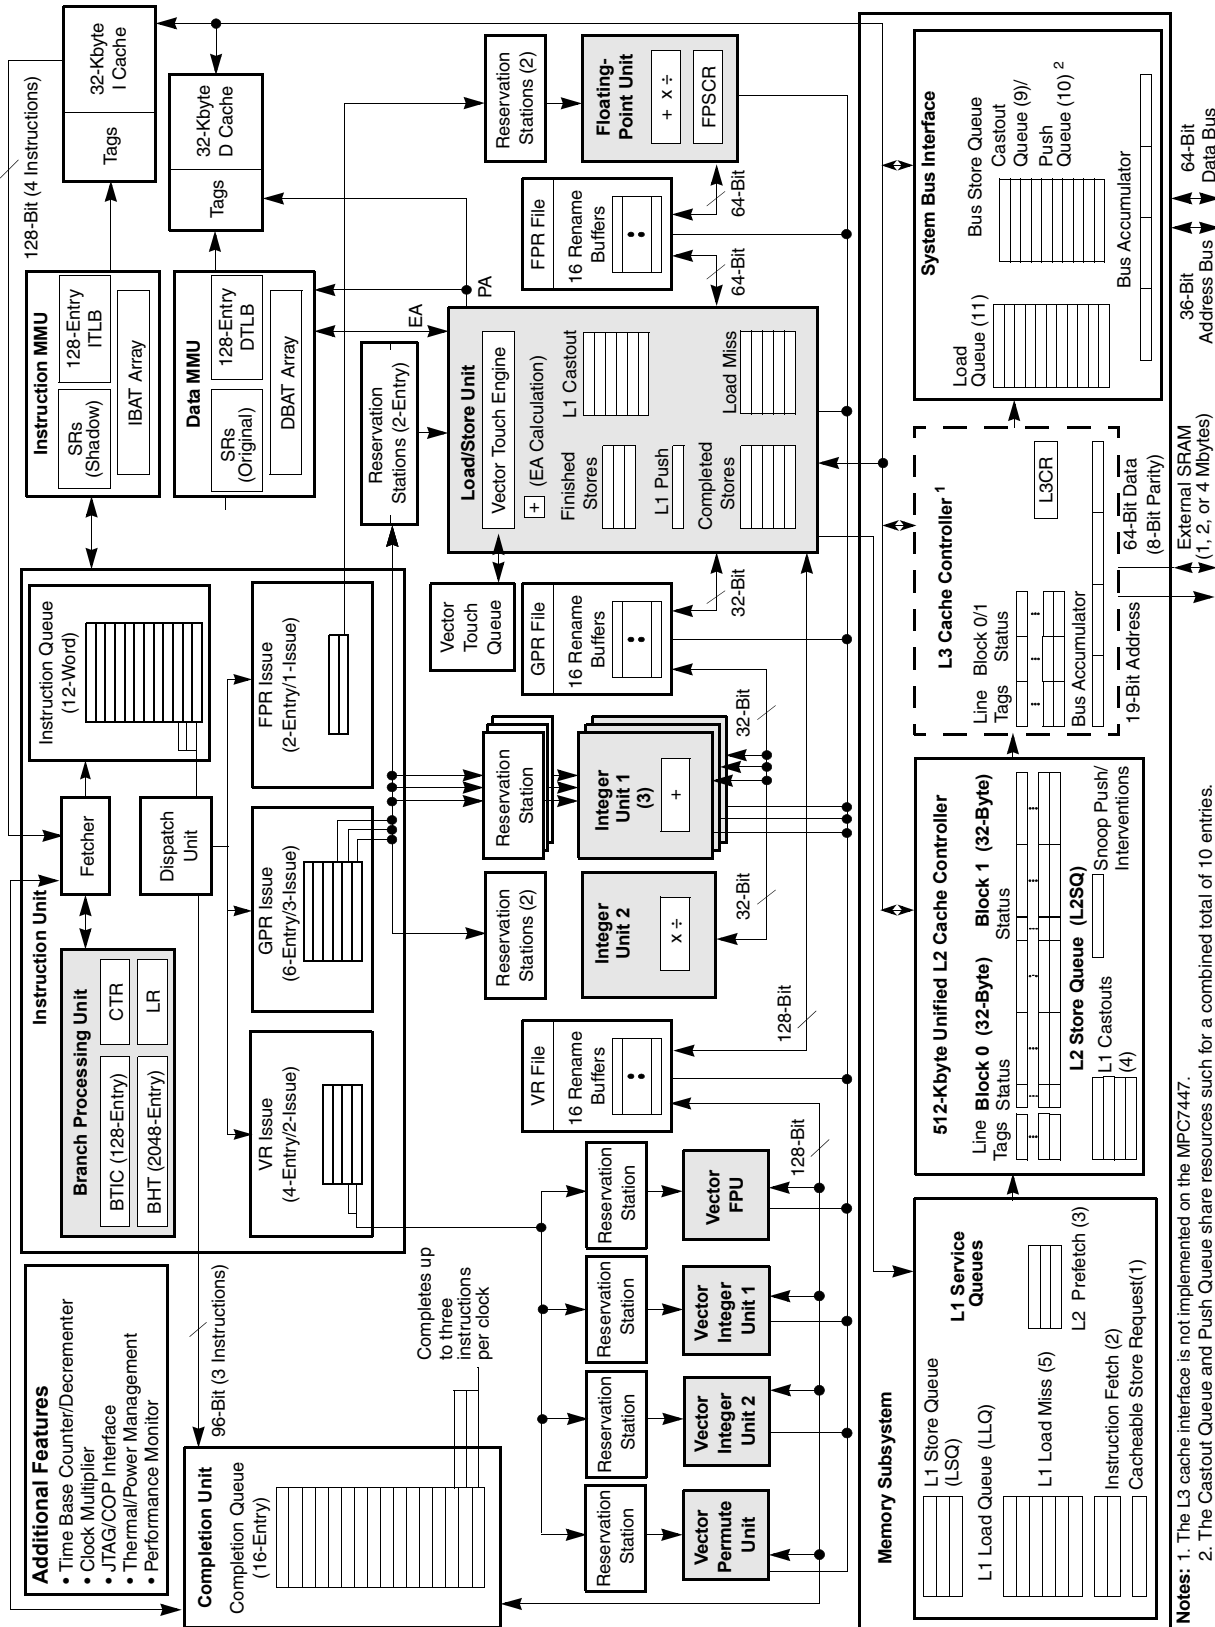 Additional Features
• Time Base Counter/Decrementer
• Clock Multiplier
• JTAG/COP Interface
• Thermal/Power Management
• Performance Monitor
Instruction Unit
Branch Processing Unit
BTIC (128-Entry)
CTR
BHT (2048-Entry)
LR
Fetcher
Instruction Queue
(12-Word)
Dispatch
Unit
96-Bit (3 Instructions)
VR Issue
(4-Entry/2-Issue)
GPR Issue
(6-Entry/3-Issue)
FPR Issue
(2-Entry/1-Issue)
Instruction MMU
SRs
(Shadow)
128-Entry
ITLB
IBAT Array
Data MMU
SRs
(Original)
128-Entry
DTLB
DBAT Array
128-Bit (4 Instructions)
Tags
32-Kbyte
I Cache
Tags
32-Kbyte
D Cache
EA
PA
Completion Unit
Completion Queue
(16-Entry)
Completes up
to three
instructions
per clock
Reservation
Station
Reservation
Station
Reservation
Station
Reservation
Station
Vector
Permute
Unit
Vector
Integer
Unit 2
Vector
Integer
Unit 1
Vector
FPU
128-Bit
VR File
16 Rename
Buffers
128-Bit
Reservation
Stations (2)
Reservation
Station
Integer
Unit 2
x ÷
Integer
Unit 1
(3)
+
32-Bit
32-Bit
GPR File
16 Rename
Buffers
32-Bit
Vector
Touch
Queue
Reservation
Stations (2-Entry)
Load/Store Unit
Vector Touch Engine
+ (EA Calculation)
Finished
Stores
L1 Castout
L1 Push
Completed
Stores
Load Miss
FPR File
16 Rename
Buffers
64-Bit
64-Bit
Reservation
Stations (2)
Floating-
Point Unit
+ x ÷
FPSCR
Memory Subsystem
L1 Store Queue
(LSQ)
L1 Load Queue (LLQ)
L1 Load Miss (5)
Instruction Fetch (2)
Cacheable Store Request(1)
L1 Service
Queues
L2 Prefetch (3)
512-Kbyte Unified L2 Cache Controller
Line Block 0 (32-Byte) Block 1 (32-Byte)
Tags Status Status
L2 Store Queue (L2SQ)
L1 Castouts
(4)
Snoop Push/
Interventions
L3 Cache Controller 1
Line Block 0/1
Tags Status
L3CR
Bus Accumulator
19-Bit Address
64-Bit Data
(8-Bit Parity)
External SRAM
(1, 2, or 4 Mbytes)
System Bus Interface
Load
Queue (11)
Bus Store Queue
Castout
Queue (9)/
Push
Queue (10) 2
Bus Accumulator
36-Bit
Address Bus
64-Bit
Data Bus
Notes: 1. The L3 cache interface is not implemented on the MPC7447.
2. The Castout Queue and Push Queue share resources such for a combined total of 10 entries.